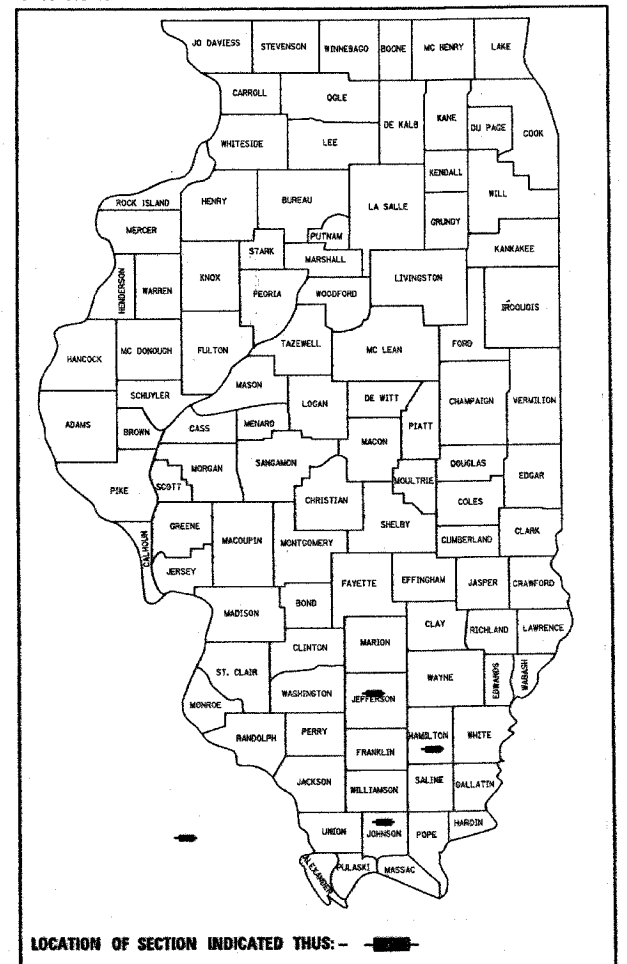 JO DAVIESS STEVENSON WINNEBAGO BOONE MC HENRY LAKE
CARROLL OGLE DE KALB KANE DU PAGE COOK
WHITESIDE LEE
KENDALL WILL
ROCK ISLAND HENRY BUREAU LA SALLE
MERCER PUTNAM GRUNDY
STARK MARSHALL KANKAKEE
HENDERSON WARREN KNOX PEORIA WOODFORD LIVINGSTON
IROQUOIS
HANCOCK MC DONOUGH FULTON TAZEWELL MC LEAN FORD
MASON
SCHUYLER LOGAN DE WITT CHAMPAIGN VERMILION
ADAMS BROWN CASS MENARD PIATT
MACON
PIKE SCOTT MORGAN SANGAMON MOULTRIE DOUGLAS EDGAR
CHRISTIAN COLES
GREENE SHELBY
CALHOUN MACOUPIN MONTGOMERY CUMBERLAND CLARK
JERSEY
FAYETTE EFFINGHAM JASPER CRAWFORD
MADISON BOND
CLAY RICHLAND LAWRENCE
CLINTON MARION
ST. CLAIR WAYNE EDWARDS WABASH
WASHINGTON JEFFERSON
MONROE
RANDOLPH PERRY HAMILTON WHITE
FRANKLIN
JACKSON WILLIAMSON SALINE GALLATIN
UNION JOHNSON POPE HARDIN
ALEXANDER PULASKI MASSAC
LOCATION OF SECTION INDICATED THUS: -